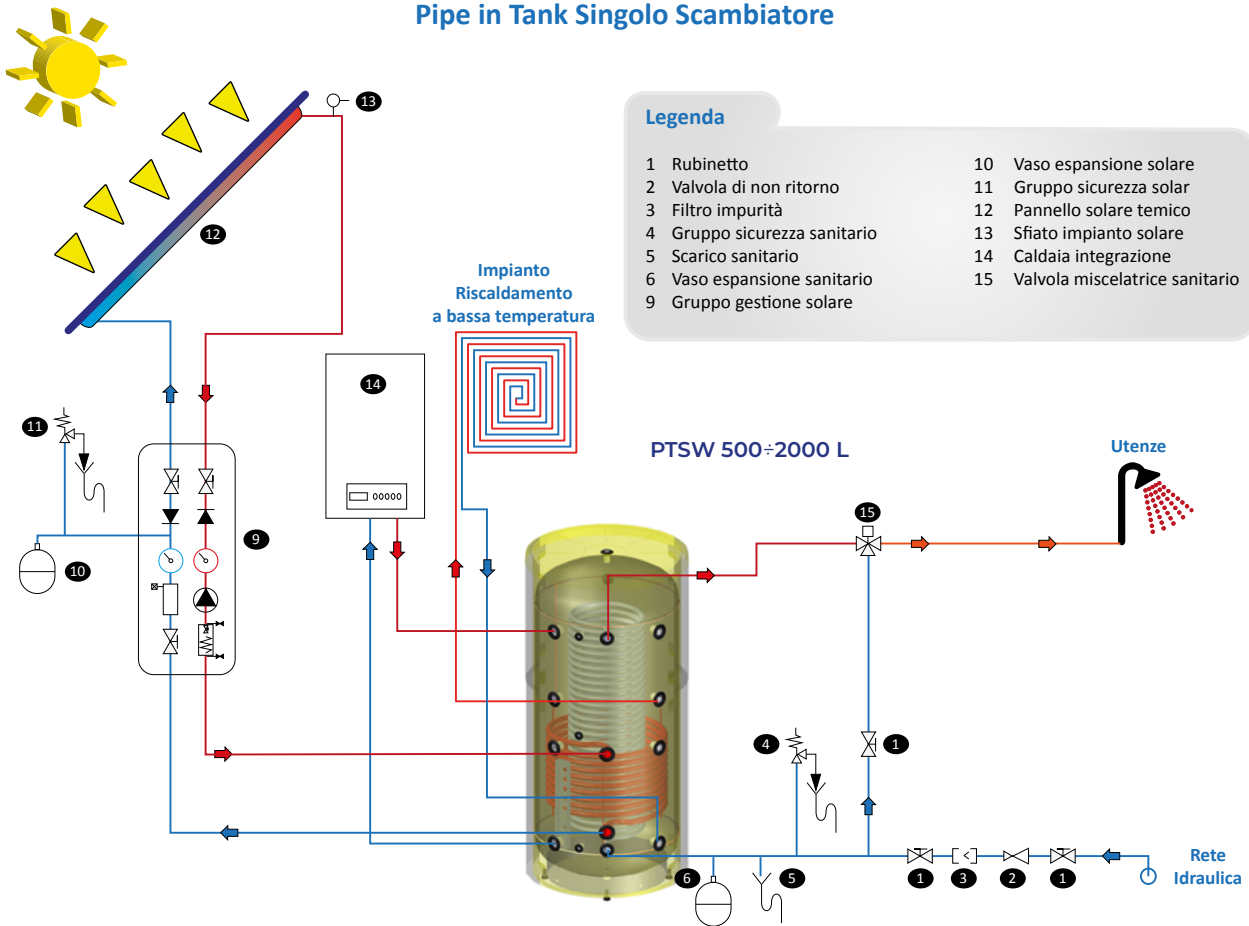 Pipe in Tank Singolo Scambiatore
13
Legenda
1 Rubinetto
2 Valvola di non ritorno
3 Filtro impurità
4 Gruppo sicurezza sanitario
5 Scarico sanitario
6 Vaso espansione sanitario
9 Gruppo gestione solare
10 Vaso espansione solare
11 Gruppo sicurezza solar
12 Pannello solare temico
13 Sfiato impianto solare
14 Caldaia integrazione
15 Valvola miscelatrice sanitario
12
Impianto
Riscaldamento
a bassa temperatura
14
11
PTSW 500÷2000 L
Utenze
00000
15
9
10
4
1
6
5
1
3
2
1
Rete
Idraulica